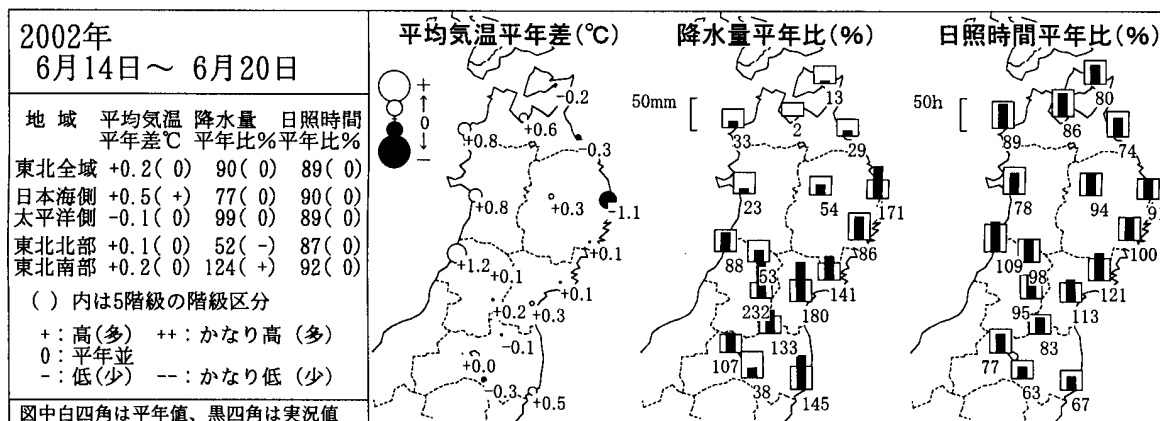 2002年
6月14日～ 6月20日
地 域 平均気温 降水量 日照時間
平年差℃ 平年比% 平年比%
東北全域 +0.2( 0) 90( 0) 89( 0)
日本海側 +0.5( +) 77( 0) 90( 0)
太平洋側 -0.1( 0) 99( 0) 89( 0)
東北北部 +0.1( 0) 52( -) 87( 0)
東北南部 +0.2( 0) 124( +) 92( 0)
( ) 内は5階級の階級区分
+：高(多) ++：かなり高 (多)
0：平年並
-：低(少) --：かなり低 (少)
図中白四角は平年値、黒四角は実況値
平均気温平年差(℃)
+
↑
0
↓
-
-0.2
+0.6
+0.8
-0.3
+0.8
+0.3
-1.1
+0.1
+1.2
+0.1
+0.1
+0.2
+0.3
-0.1
+0.0
-0.3
+0.5
降水量平年比(%)
50mm
13
2
33
29
23
54
171
86
88
53
141
232
180
133
107
38
145
日照時間平年比(%)
50h
80
86
89
74
78
94
9
100
109
98
121
95
113
83
77
63
67